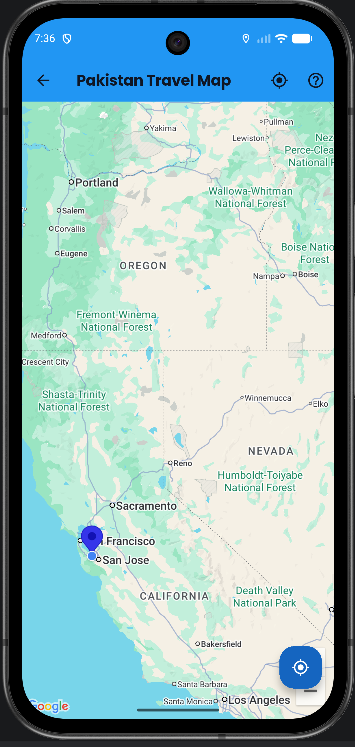 7:36
Pakistan Travel Map
Pullman
Yakima
Lewiston
Nez
Perce-Clea
National F
Portland
Wallowa-Whitman
National Forest
Salem
Corvallis
Boise Natio
Forest
Eugene
OREGON
Nampa
Boise
Fremont-Winema
National Forest
Medford
Crescent City
Shasta-Trinity
National Forest
Winnemucca
Elko
NEVADA
Reno
Humboldt-Toiyabe
National Forest
Sacramento
Francisco
San Jose
Death Valley
National Park
CALIFORNIA
Bakersfield
Santa Barbara
Santa Monica
Los Angeles
Google